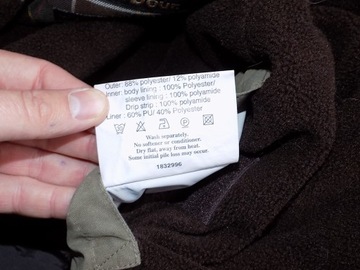 Outer: 88% polyester/ 12% polyamide
Inner: body lining : 100% Polyester/
sleeve lining : 100% polyamide
Drip strip : 100% polyamide
Liner : 60% PU/ 40% Polyester
Wash separately.
No softener or conditioner.
Dry flat, away from heat.
Some initial pile loss may occur.
1832996